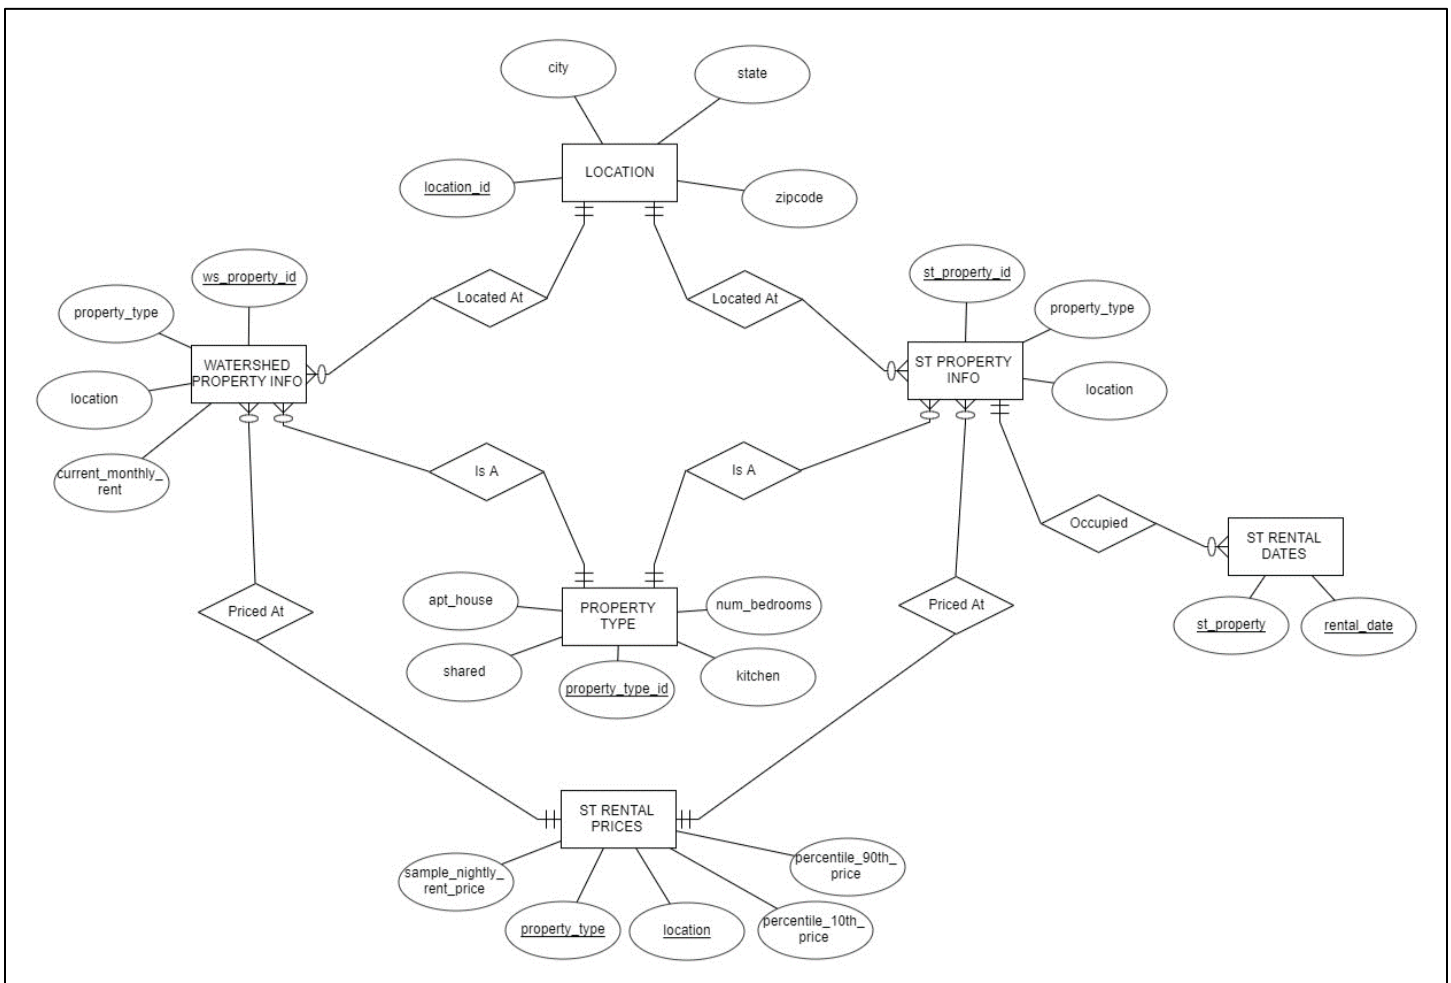 city
state
LOCATION
location_id
zipcode
ws_property_id
st_property_id
property_type
Located At
Located At
property_type
WATERSHED
PROPERTY INFO
ST PROPERTY
INFO
location
location
current_monthly_
rent
Is A
Is A
Occupied
ST RENTAL
DATES
apt_house
PROPERTY
TYPE
num_bedrooms
Priced At
Priced At
st_property
rental_date
shared
property_type_id
kitchen
ST RENTAL
PRICES
sample_nightly_
rent_price
percentile_90th_
price
property_type
location
percentile_10th_
price